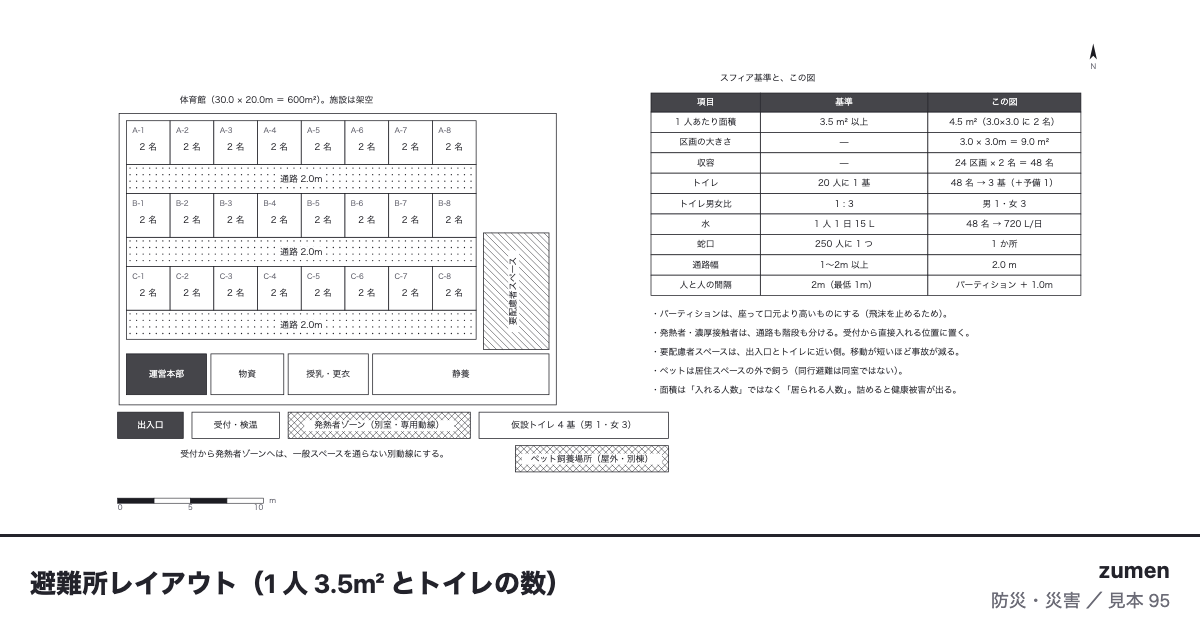 N
体育館（30.0 × 20.0m ＝ 600m²）。施設は架空
A-1 A-2 A-3 A-4 A-5 A-6 A-7 A-8
2 名 2 名 2 名 2 名 2 名 2 名 2 名 2 名
通路 2.0m
B-1 B-2 B-3 B-4 B-5 B-6 B-7 B-8
2 名 2 名 2 名 2 名 2 名 2 名 2 名 2 名
通路 2.0m
C-1 C-2 C-3 C-4 C-5 C-6 C-7 C-8
2 名 2 名 2 名 2 名 2 名 2 名 2 名 2 名
通路 2.0m
要配慮者スペース
運営本部 物資 授乳・更衣 静養
出入口 受付・検温 発熱者ゾーン（別室・専用動線） 仮設トイレ 4 基（男 1・女 3）
受付から発熱者ゾーンへは、一般スペースを通らない別動線にする。
ペット飼養場所（屋外・別棟）
0 5 10 m
スフィア基準と、この図
項目 基準 この図
1 人あたり面積 3.5 m² 以上 4.5 m²（3.0×3.0 に 2 名）
区画の大きさ — 3.0 × 3.0m ＝ 9.0 m²
収容 — 24 区画 × 2 名 ＝ 48 名
トイレ 20 人に 1 基 48 名 → 3 基（＋予備 1）
トイレ男女比 1 : 3 男 1・女 3
水 1 人 1 日 15 L 48 名 → 720 L/日
蛇口 250 人に 1 つ 1 か所
通路幅 1〜2m 以上 2.0 m
人と人の間隔 2m（最低 1m） パーティション ＋ 1.0m
・パーティションは、座って口元より高いものにする（飛沫を止めるため）。
・発熱者・濃厚接触者は、通路も階段も分ける。受付から直接入れる位置に置く。
・要配慮者スペースは、出入口とトイレに近い側。移動が短いほど事故が減る。
・ペットは居住スペースの外で飼う（同行避難は同室ではない）。
・面積は「入れる人数」ではなく「居られる人数」。詰めると健康被害が出る。
避難所レイアウト（1 人 3.5m² とトイレの数）
zumen
防災・災害 ／ 見本 95